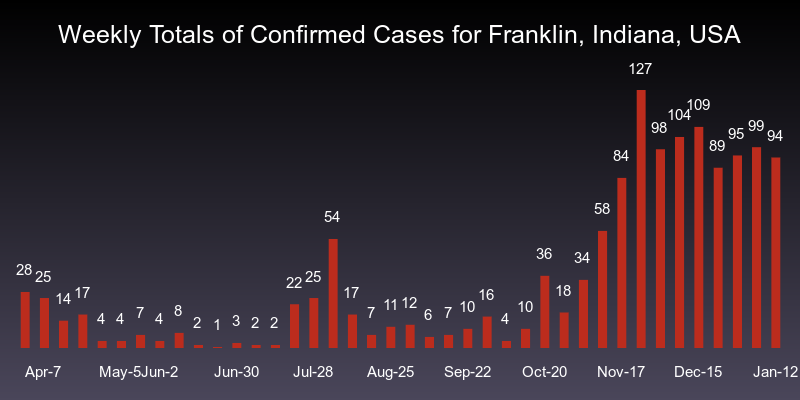 Weekly Totals of Confirmed Cases for Franklin, Indiana, USA
28 25 14 17 4 4 7 4 8 2 1 3 2 2 22 25 54 17 7 11 12 6 7 10 16 4 10 36 18 34 58 84 127 98 104 109 89 95 99 94
Apr-7 May-5 Jun-2 Jun-30 Jul-28 Aug-25 Sep-22 Oct-20 Nov-17 Dec-15 Jan-12